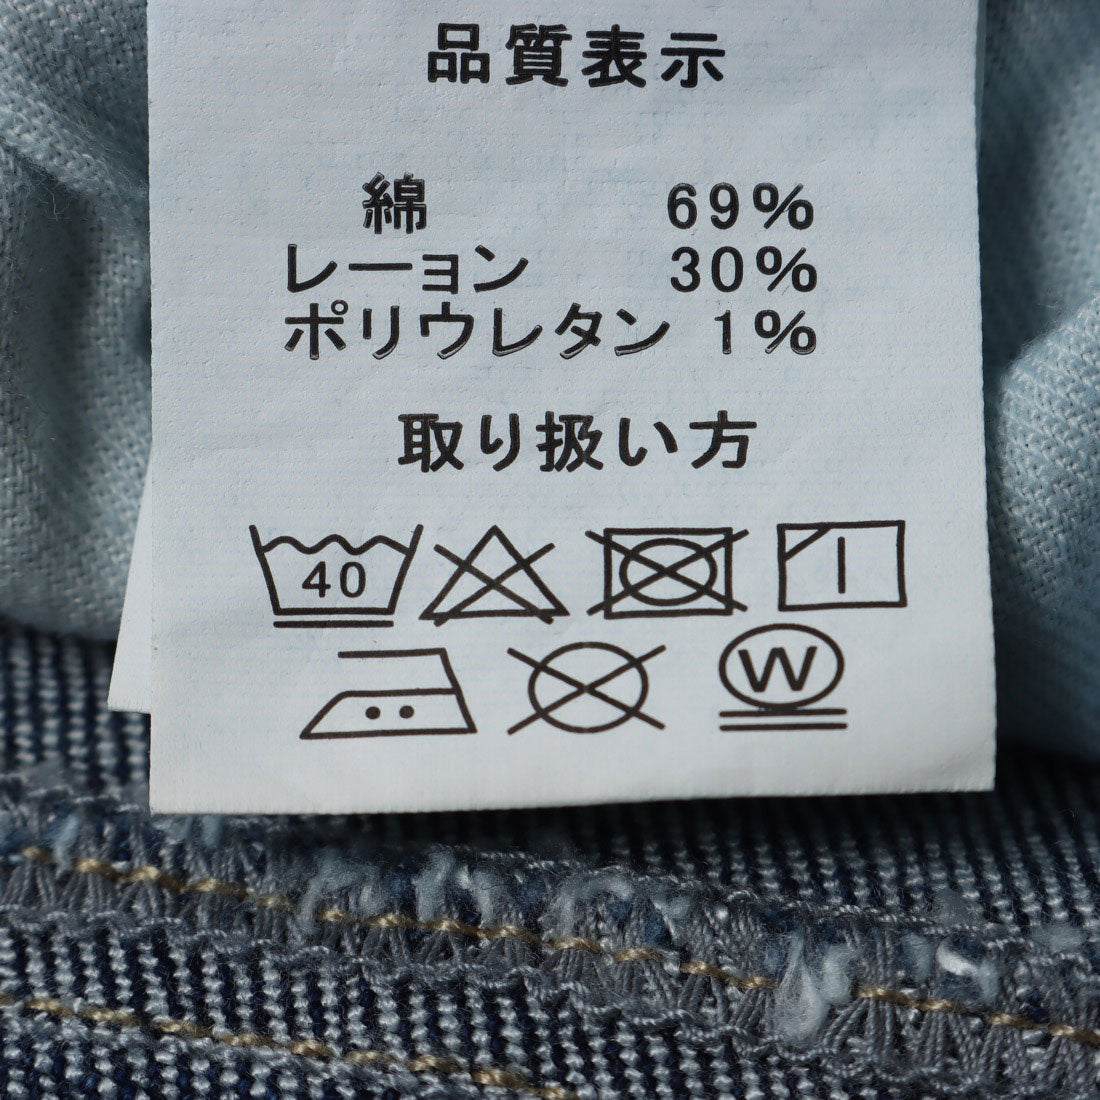 品質表示
綿 69%
レーヨン 30%
ポリウレタン 1%
取り扱い方
40
W